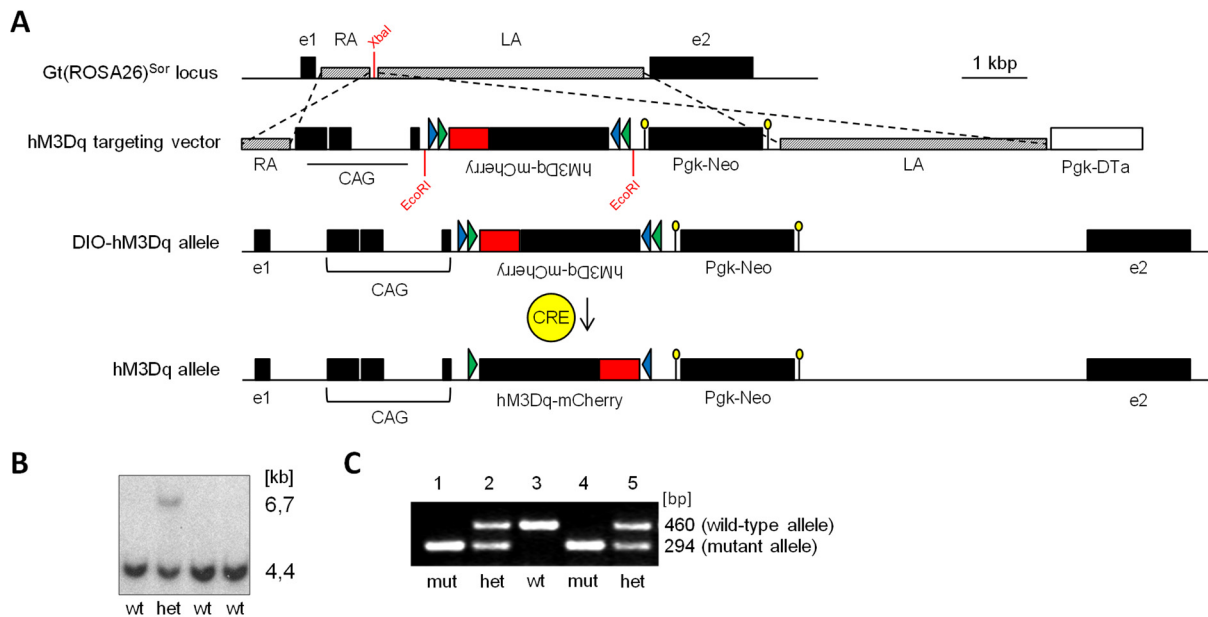 A
e1 RA XbaI LA e2
Gt(ROSA26)Sor locus
1 kbp
hM3Dq targeting vector
RA CAG EcoRI hM3Dq-mCherry EcoRI Pgk-Neo LA Pgk-DTa
DIO-hM3Dq allele
e1 CAG hM3Dq-mCherry Pgk-Neo e2
CRE
hM3Dq allele
e1 CAG hM3Dq-mCherry Pgk-Neo e2
B
[kb]
6,7
4,4
wt het wt wt
C
1 2 3 4 5
[bp]
460 (wild-type allele)
294 (mutant allele)
mut het wt mut het